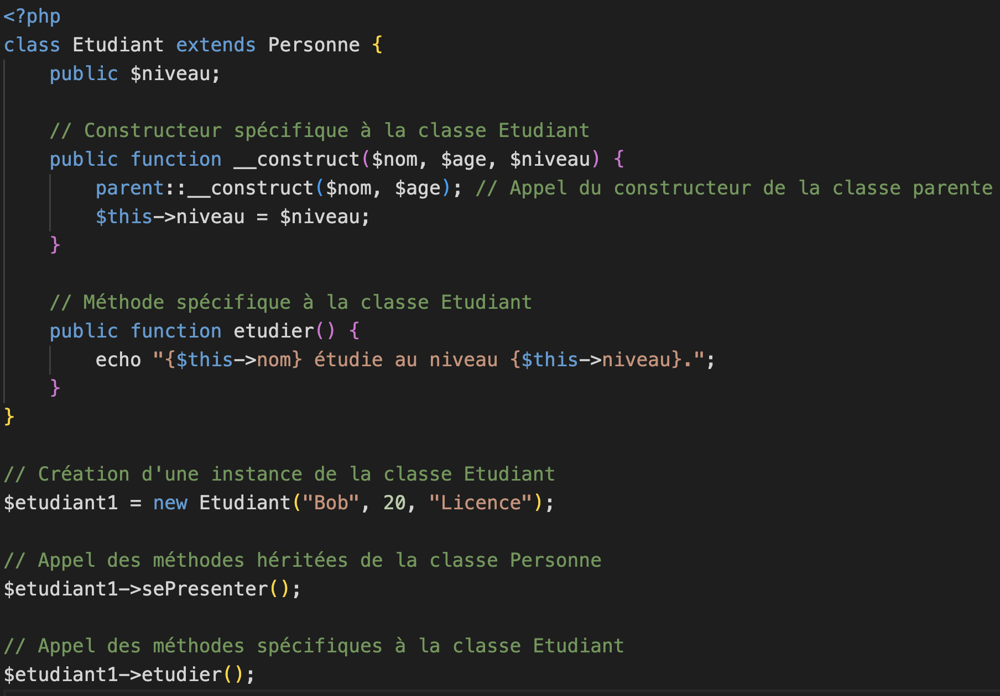 <?php
class Etudiant extends Personne {
    public $niveau;

    // Constructeur spécifique à la classe Etudiant
    public function __construct($nom, $age, $niveau) {
        parent::__construct($nom, $age); // Appel du constructeur de la classe parente
        $this->niveau = $niveau;
    }

    // Méthode spécifique à la classe Etudiant
    public function etudier() {
        echo "{$this->nom} étudie au niveau {$this->niveau}.";
    }
}

// Création d'une instance de la classe Etudiant
$etudiant1 = new Etudiant("Bob", 20, "Licence");

// Appel des méthodes héritées de la classe Personne
$etudiant1->sePresenter();

// Appel des méthodes spécifiques à la classe Etudiant
$etudiant1->etudier();